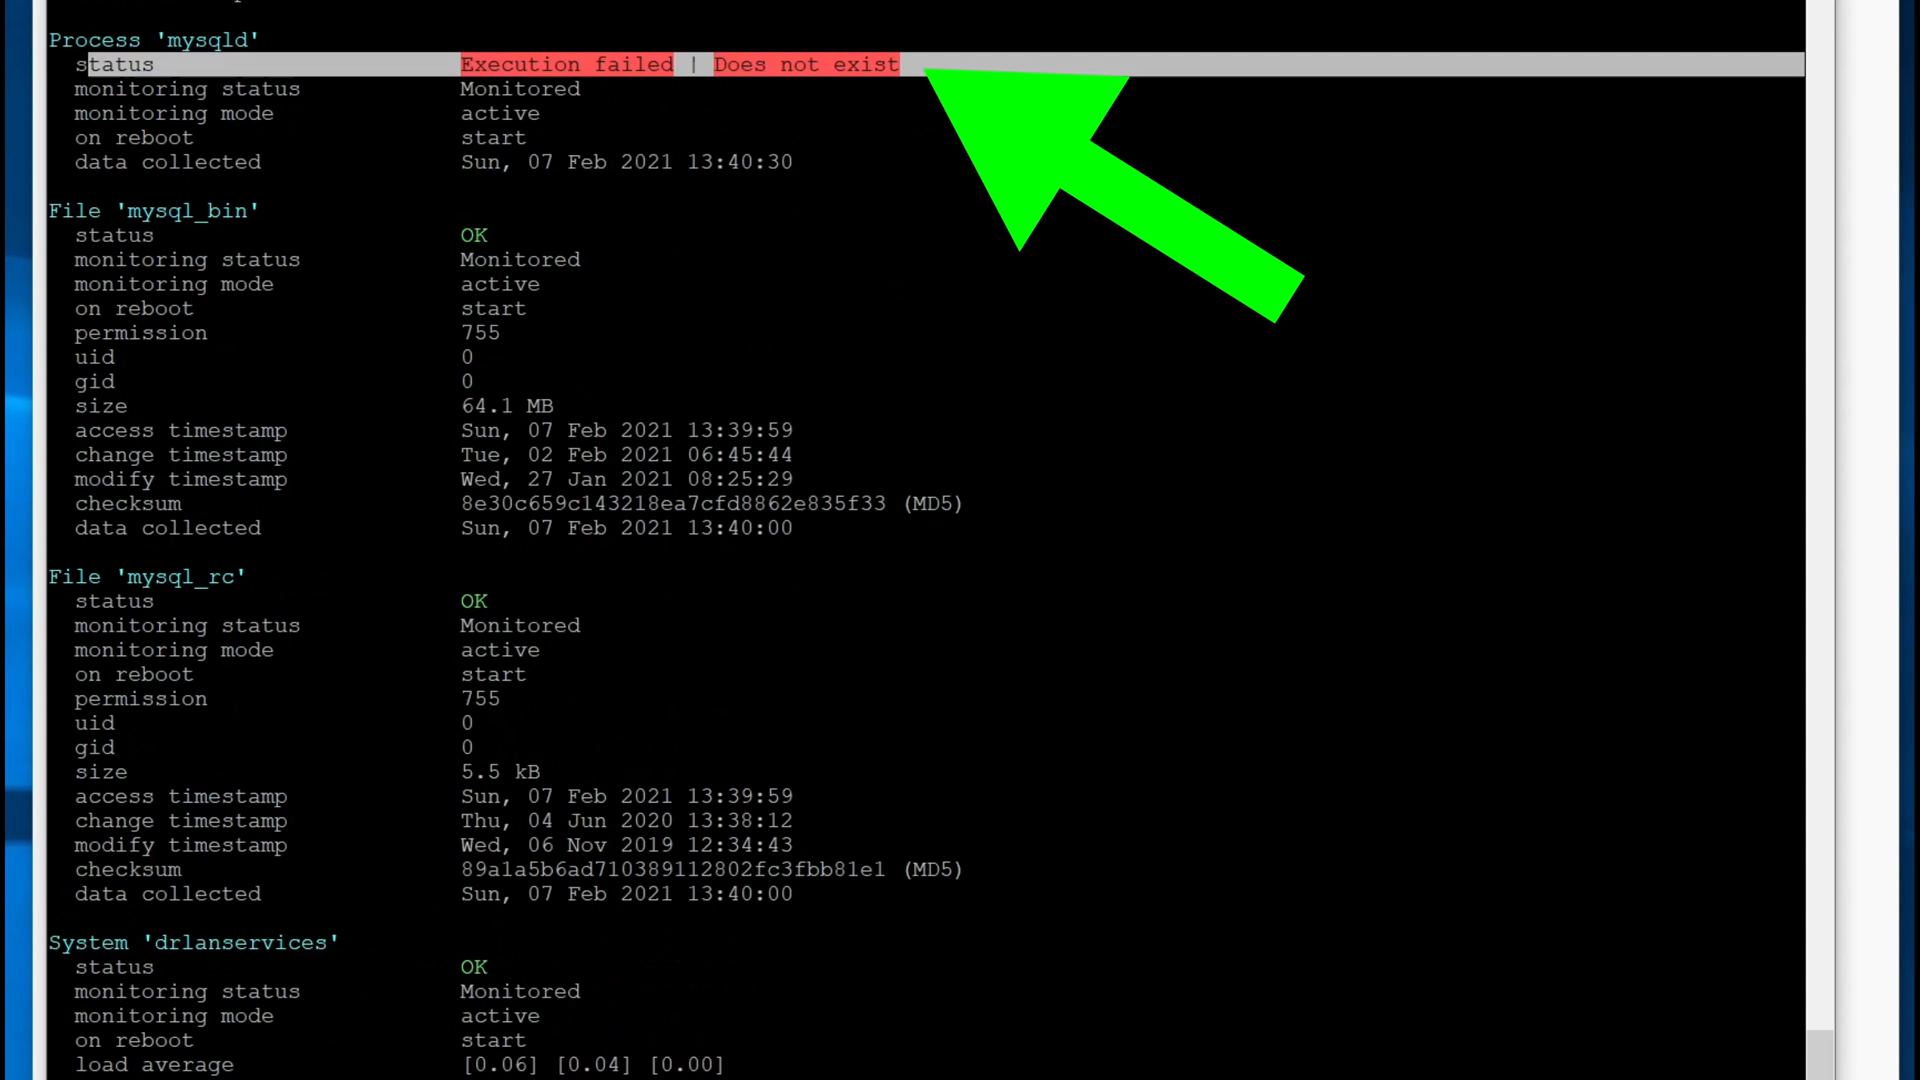 Process 'mysqld'
status Execution failed | Does not exist
monitoring status Monitored
monitoring mode active
on reboot start
data collected Sun, 07 Feb 2021 13:40:30
File 'mysql_bin'
status OK
monitoring status Monitored
monitoring mode active
on reboot start
permission 755
uid 0
gid 0
size 64.1 MB
access timestamp Sun, 07 Feb 2021 13:39:59
change timestamp Tue, 02 Feb 2021 06:45:44
modify timestamp Wed, 27 Jan 2021 08:25:29
checksum 8e30c659c143218ea7cfd8862e835f33 (MD5)
data collected Sun, 07 Feb 2021 13:40:00
File 'mysql_rc'
status OK
monitoring status Monitored
monitoring mode active
on reboot start
permission 755
uid 0
gid 0
size 5.5 kB
access timestamp Sun, 07 Feb 2021 13:39:59
change timestamp Thu, 04 Jun 2020 13:38:12
modify timestamp Wed, 06 Nov 2019 12:34:43
checksum 89a1a5b6ad710389112802fc3fbb81e1 (MD5)
data collected Sun, 07 Feb 2021 13:40:00
System 'drlanservices'
status OK
monitoring status Monitored
monitoring mode active
on reboot start
load average [0.06] [0.04] [0.00]